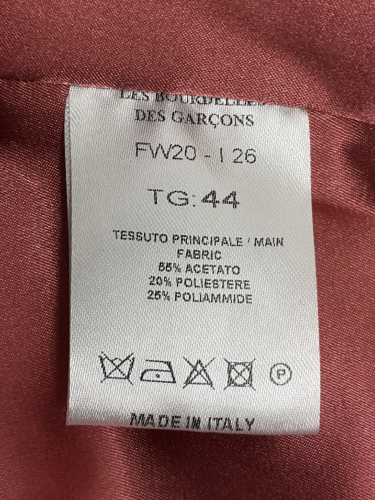 LES BOURDELLES
DES GARÇONS
FW20 - I 26
TG: 44
TESSUTO PRINCIPALE / MAIN
FABRIC
55% ACETATO
20% POLIESTERE
25% POLIAMMIDE
P
MADE IN ITALY